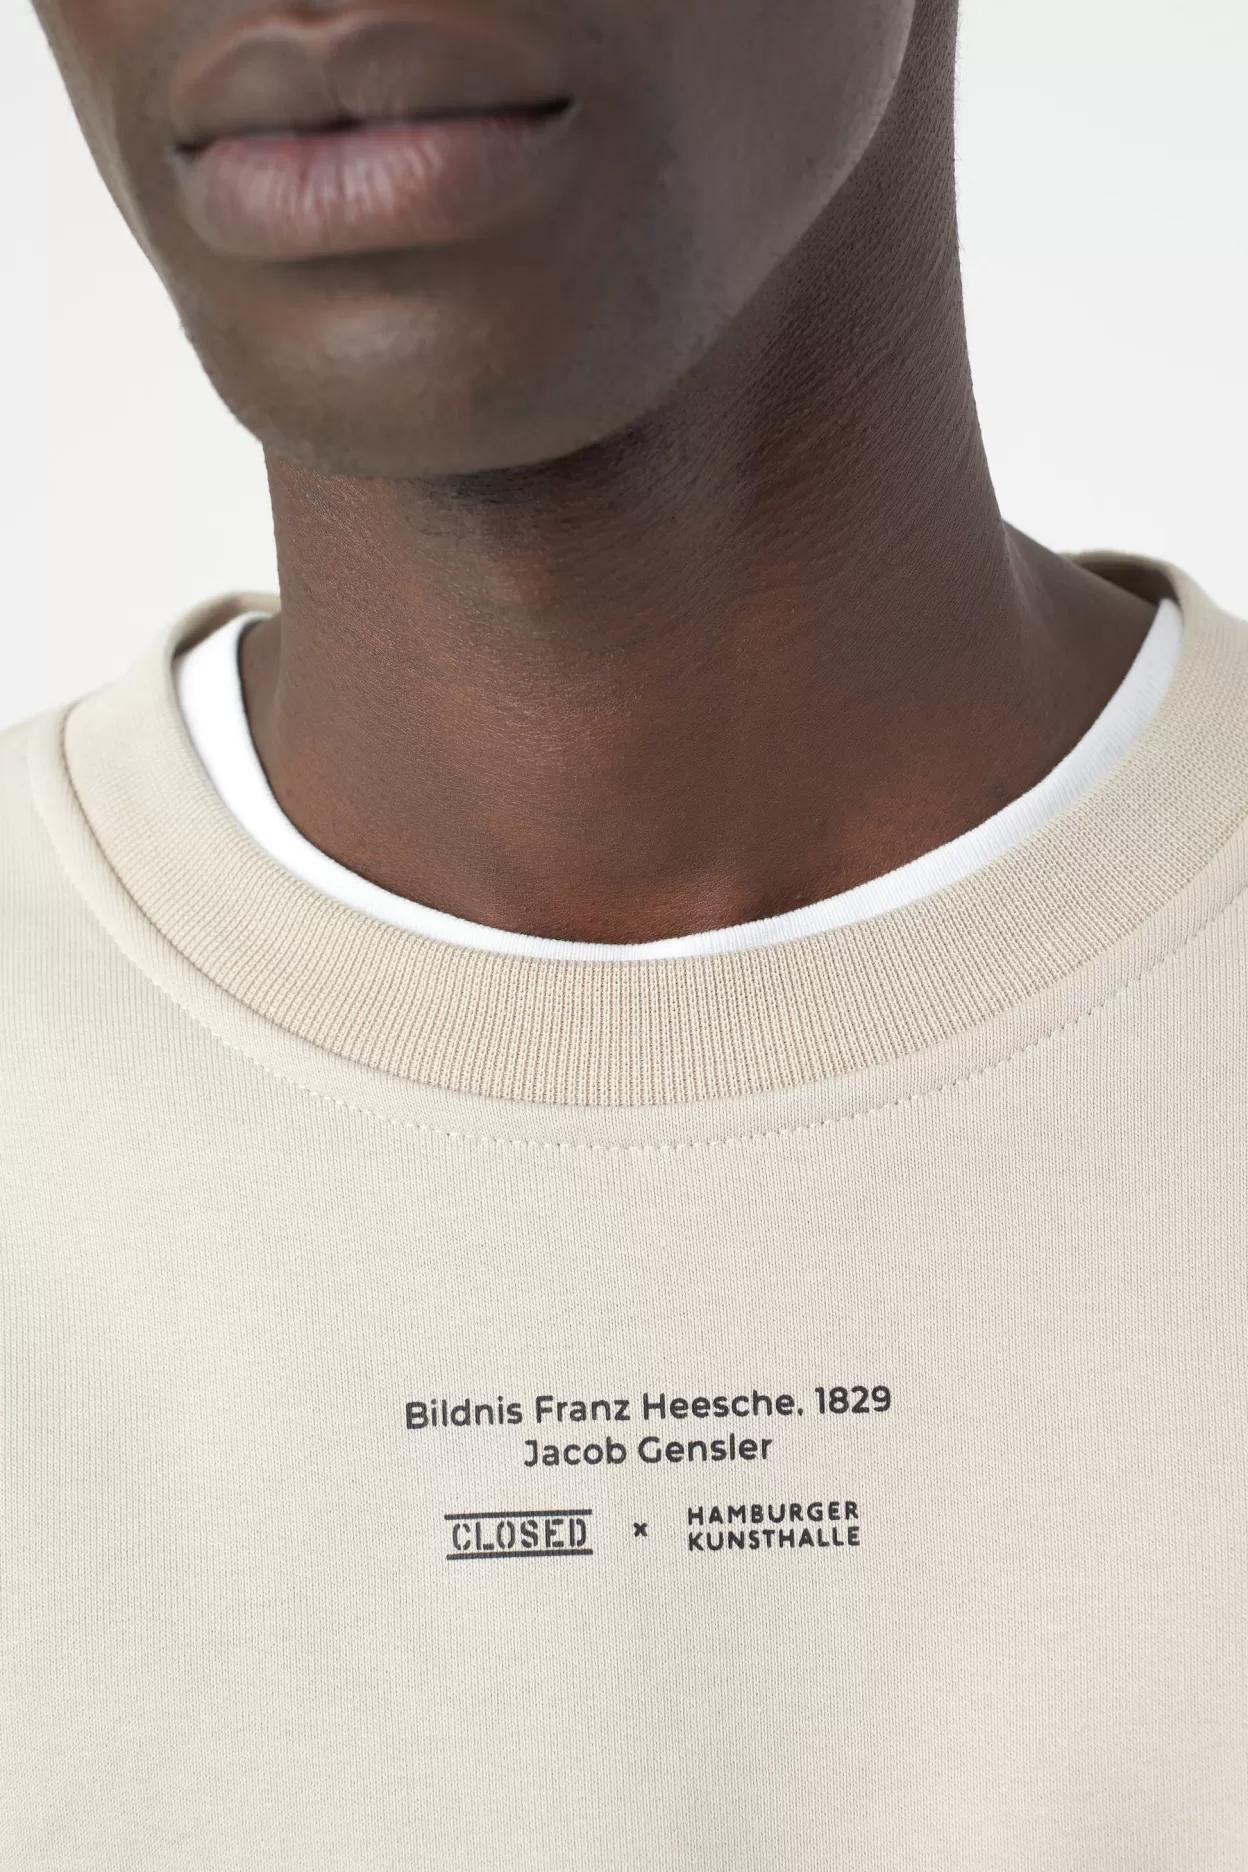 Bildnis Franz Heesche. 1829
Jacob Gensler
CLOSED x HAMBURGER
KUNSTHALLE